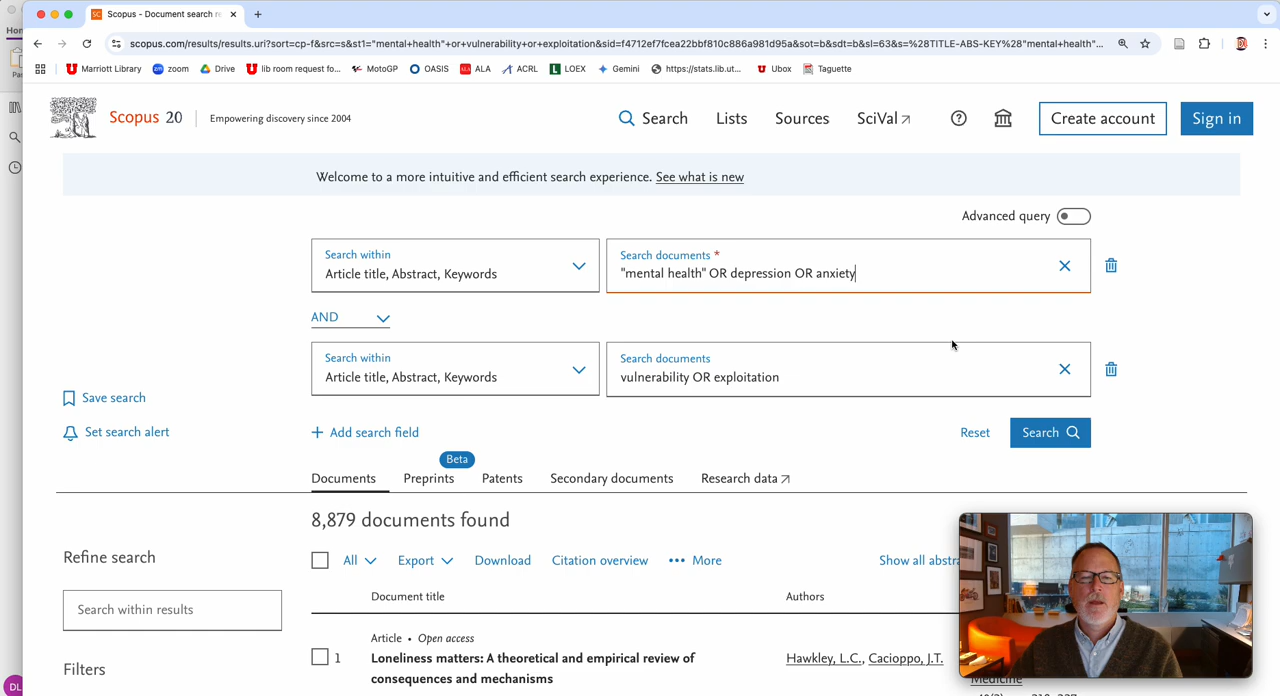 Scopus - Document search re
Hon
scopus.com/results/results.uri?sort=cp-f&src=s&st1="mental+health"+or+vulnerability+or+exploitation&sid=f4712ef7fcea22bbf810c886a981d95a&sot=b&sdt=b&sl=63&s=%28TITLE-ABS-KEY%28"mental+health"...
Pas
Marriott Library zoom Drive lib room request fo... MotoGP OASIS ALA ACRL LOEX Gemini https://stats.lib.ut... Ubox Taguette
Scopus 20 Empowering discovery since 2004 Search Lists Sources SciVal Create account Sign in
Welcome to a more intuitive and efficient search experience. See what is new
Advanced query
Search within
Article title, Abstract, Keywords
Search documents *
"mental health" OR depression OR anxiety
AND
Search within
Article title, Abstract, Keywords
Search documents
vulnerability OR exploitation
Save search
Set search alert
Add search field
Reset Search
Beta
Documents Preprints Patents Secondary documents Research data
8,879 documents found
Refine search
Search within results
Filters
All Export Download Citation overview More Show all abstra
Document title Authors
Article • Open access
1 Loneliness matters: A theoretical and empirical review of
consequences and mechanisms
Hawkley, L.C., Cacioppo, J.T.
Medicine
DL